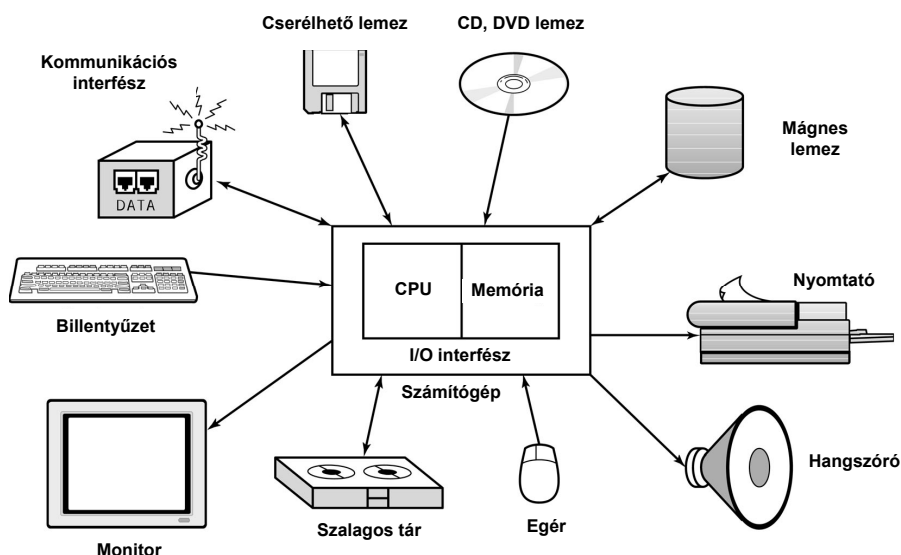 Cserélhető lemez
CD, DVD lemez
Kommunikációs
interfész
Mágnes
lemez
DATA
CPU
Memória
Nyomtató
Billentyűzet
I/O interfész
Számítógép
Hangszóró
Szalagos tár
Egér
Monitor